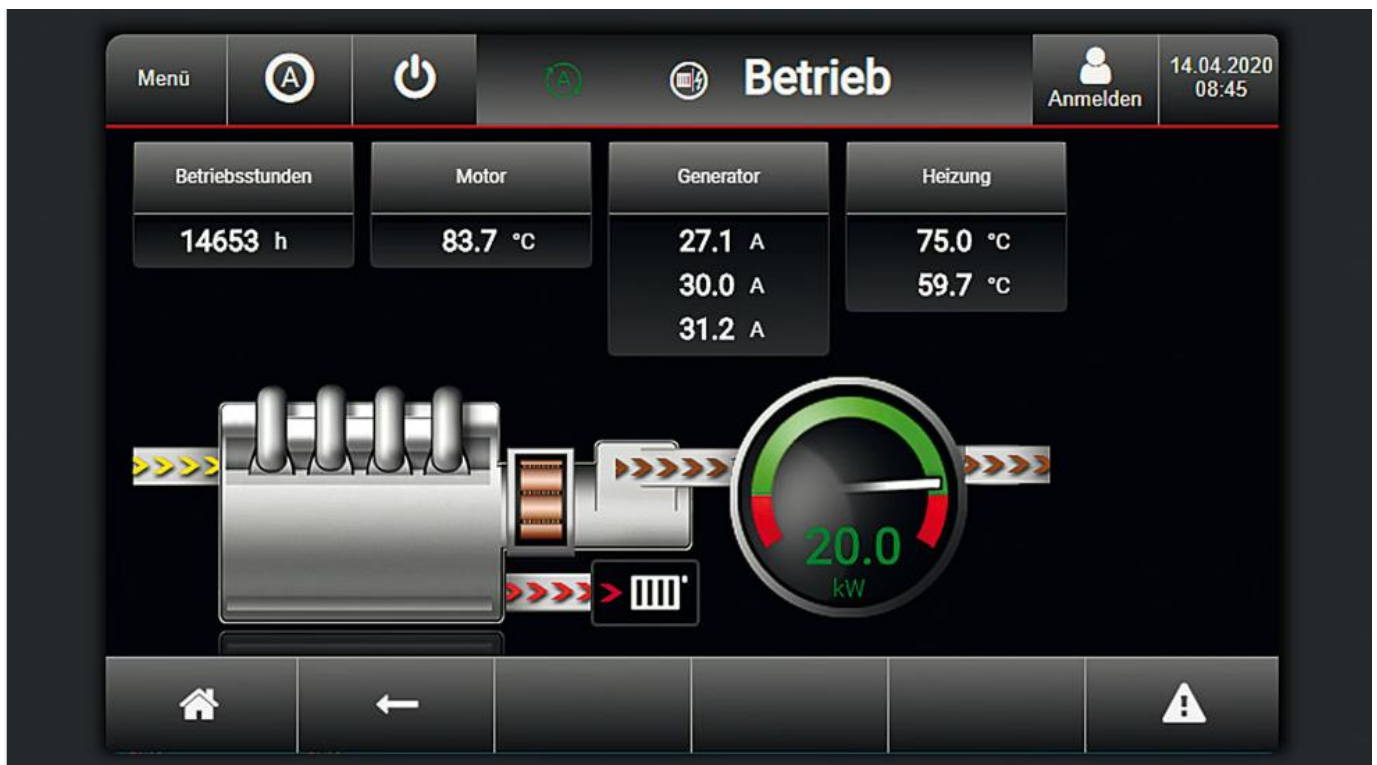 Menü
A
A
Betrieb
Anmelden
14.04.2020
08:45
Betriebsstunden
14653 h
Motor
83.7 °C
Generator
27.1 A
30.0 A
31.2 A
Heizung
75.0 °C
59.7 °C
20.0
kW